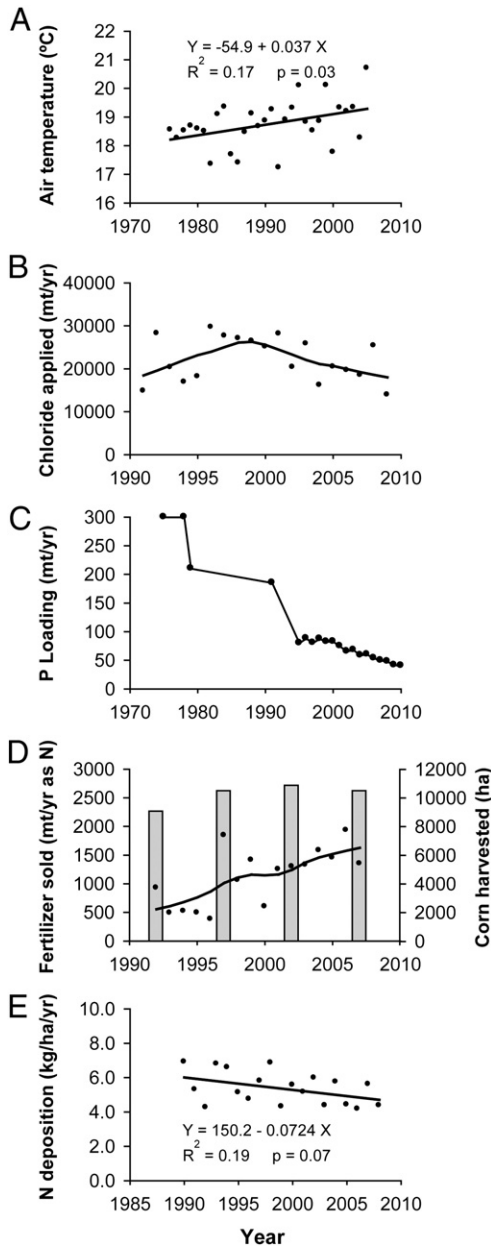 A
Air temperature (ºC)
Y = -54.9 + 0.037 X
R2 = 0.17 p = 0.03
22
21
20
19
18
17
16
1970 1980 1990 2000 2010
B
Chloride applied (mt/yr)
40000
30000
20000
10000
0
1990 1995 2000 2005 2010
C
P Loading (mt/yr)
300
250
200
150
100
50
0
1970 1980 1990 2000 2010
D
Fertilizer sold (mt/yr as N)
3000
2500
2000
1500
1000
500
0
12000
10000
8000
6000
4000
2000
0
Corn harvested (ha)
1990 1995 2000 2005 2010
E
N deposition (kg/ha/yr)
10.0
8.0
6.0
4.0
2.0
0.0
Y = 150.2 - 0.0724 X
R2 = 0.19 p = 0.07
1985 1990 1995 2000 2005 2010
Year